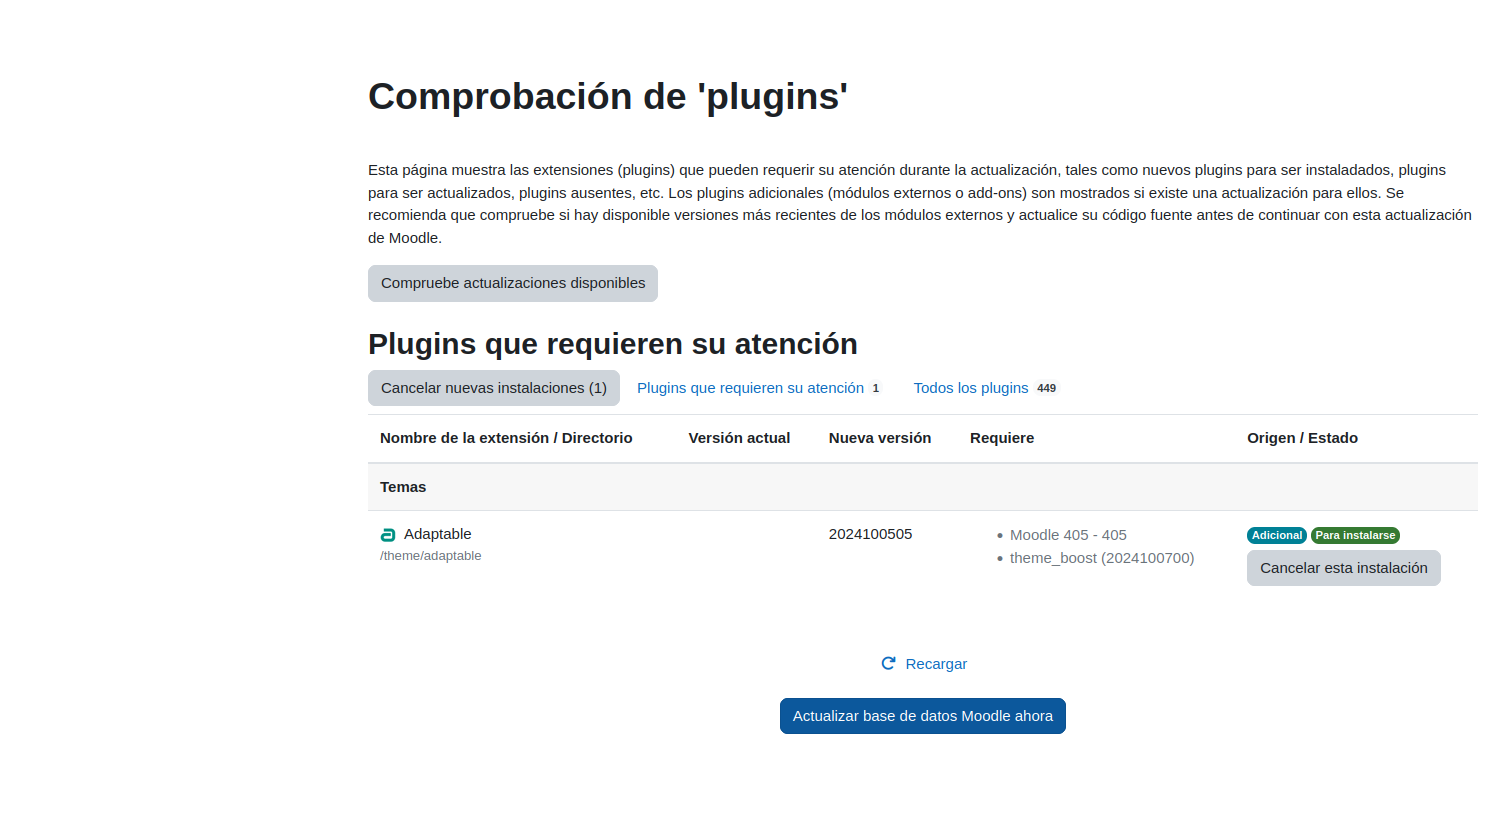 Comprobación de 'plugins'
Esta página muestra las extensiones (plugins) que pueden requerir su atención durante la actualización, tales como nuevos plugins para ser instaladados, plugins
para ser actualizados, plugins ausentes, etc. Los plugins adicionales (módulos externos o add-ons) son mostrados si existe una actualización para ellos. Se
recomienda que compruebe si hay disponible versiones más recientes de los módulos externos y actualice su código fuente antes de continuar con esta actualización
de Moodle.
Compruebe actualizaciones disponibles
Plugins que requieren su atención
Cancelar nuevas instalaciones (1) Plugins que requieren su atención 1 Todos los plugins 449
Nombre de la extensión / Directorio Versión actual Nueva versión Requiere Origen / Estado
Temas
Adaptable 2024100505 • Moodle 405 - 405 Adicional Para instalarse
/theme/adaptable • theme_boost (2024100700) Cancelar esta instalación
Recargar
Actualizar base de datos Moodle ahora